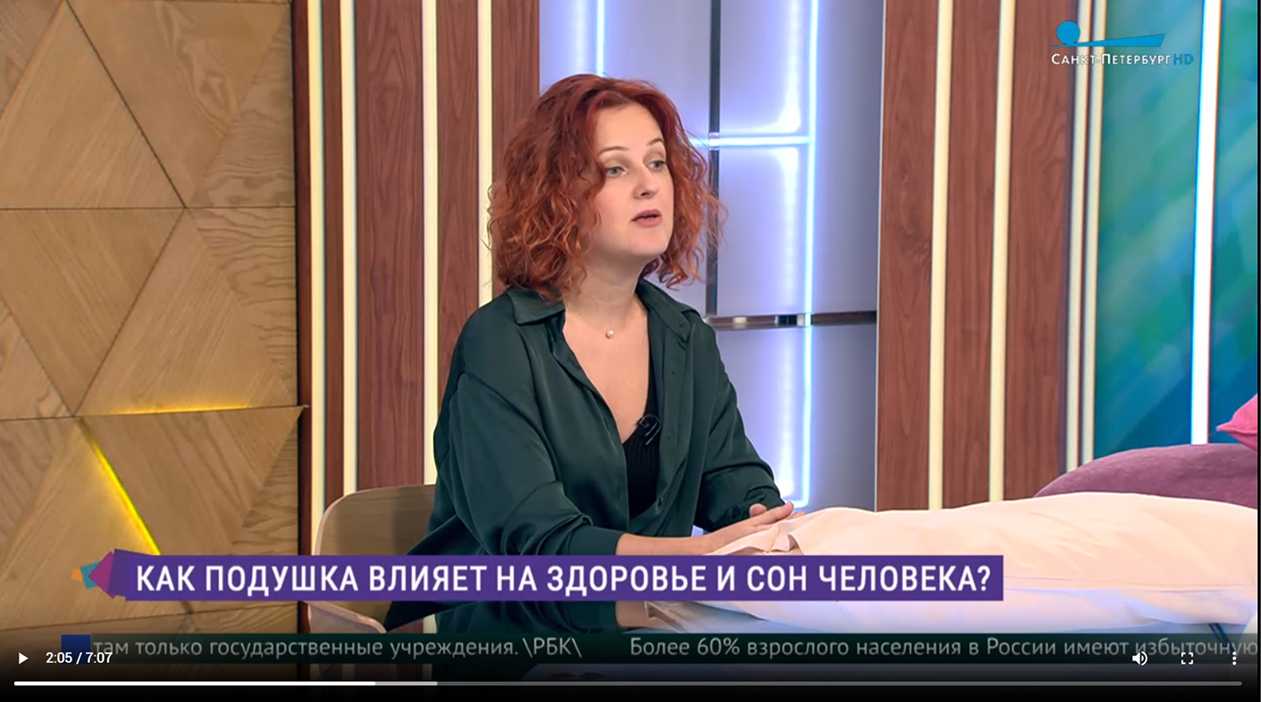 Санкт-Петербург HD
КАК ПОДУШКА ВЛИЯЕТ НА ЗДОРОВЬЕ И СОН ЧЕЛОВЕКА?
там только государственные учреждения. \РБК\ Более 60% взрослого населения в России имеют избыточную
2:05 / 7:07